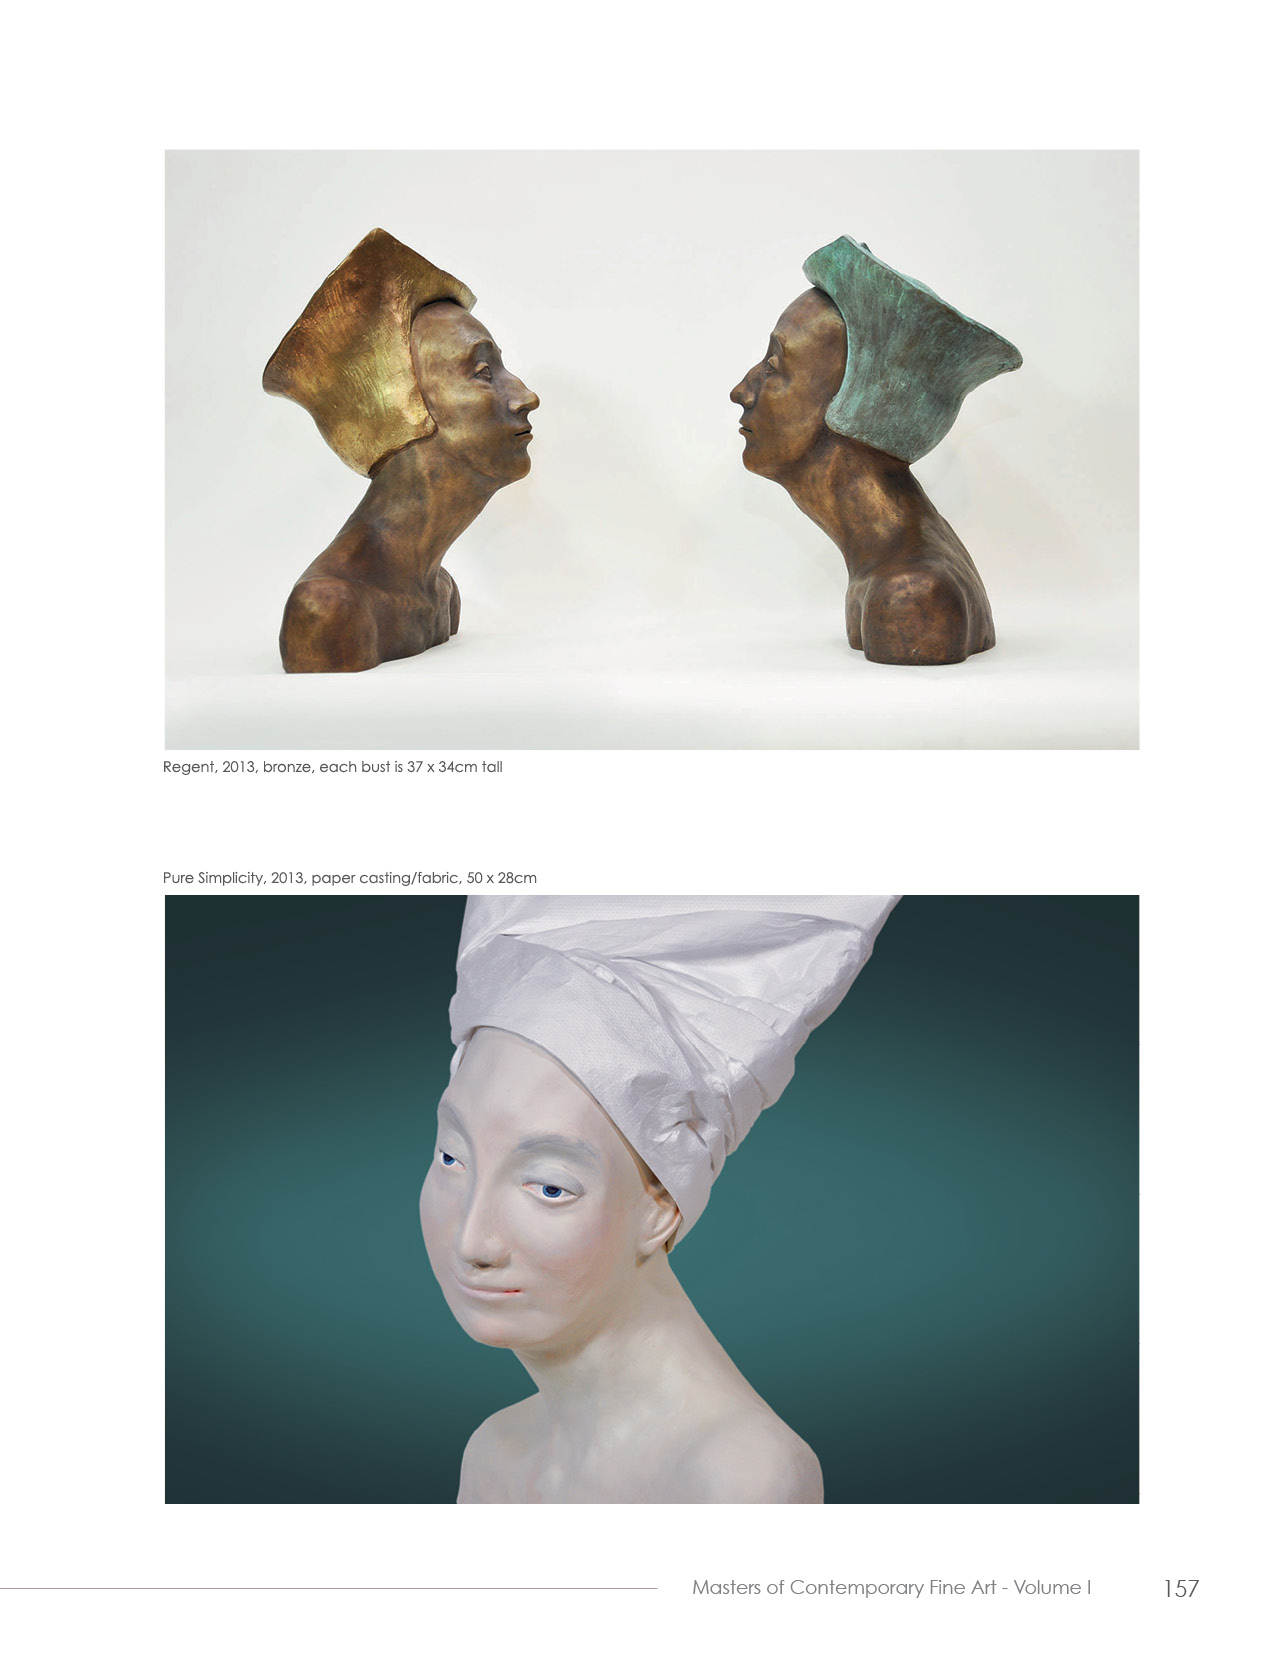 Regent, 2013, bronze, each bust is 37 x 34cm tall
Pure Simplicity, 2013, paper casting/fabric, 50 x 28cm
Masters of Contemporary Fine Art - Volume I
157